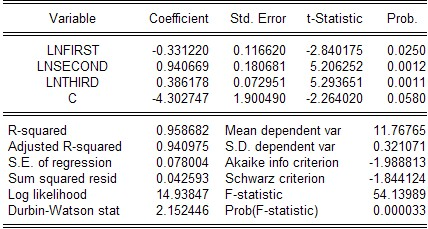 Variable Coefficient Std. Error t-Statistic Prob.
LNFIRST -0.331220 0.116620 -2.840175 0.0250
LNSECOND 0.940669 0.180681 5.206252 0.0012
LNTHIRD 0.386178 0.072951 5.293651 0.0011
C -4.302747 1.900490 -2.264020 0.0580
R-squared 0.958682 Mean dependent var 11.76765
Adjusted R-squared 0.940975 S.D. dependent var 0.321071
S.E. of regression 0.078004 Akaike info criterion -1.988813
Sum squared resid 0.042593 Schwarz criterion -1.844124
Log likelihood 14.93847 F-statistic 54.13989
Durbin-Watson stat 2.152446 Prob(F-statistic) 0.000033